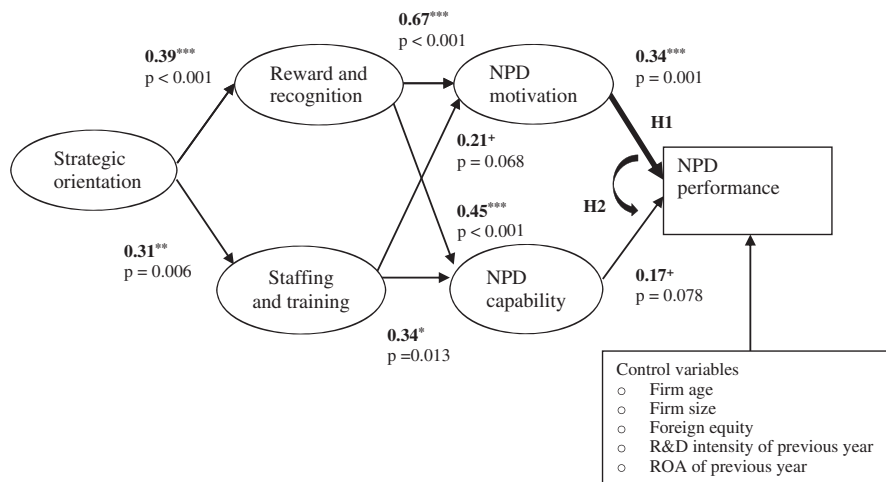 0.67***
p < 0.001
0.39***
p < 0.001
Reward and
recognition
NPD
motivation
0.34***
p = 0.001
H1
0.21+
p = 0.068
Strategic
orientation
NPD
performance
H2
0.45***
p < 0.001
0.31**
p = 0.006
Staffing
and training
NPD
capability
0.17+
p = 0.078
0.34*
p =0.013
Control variables
○ Firm age
○ Firm size
○ Foreign equity
○ R&D intensity of previous year
○ ROA of previous year